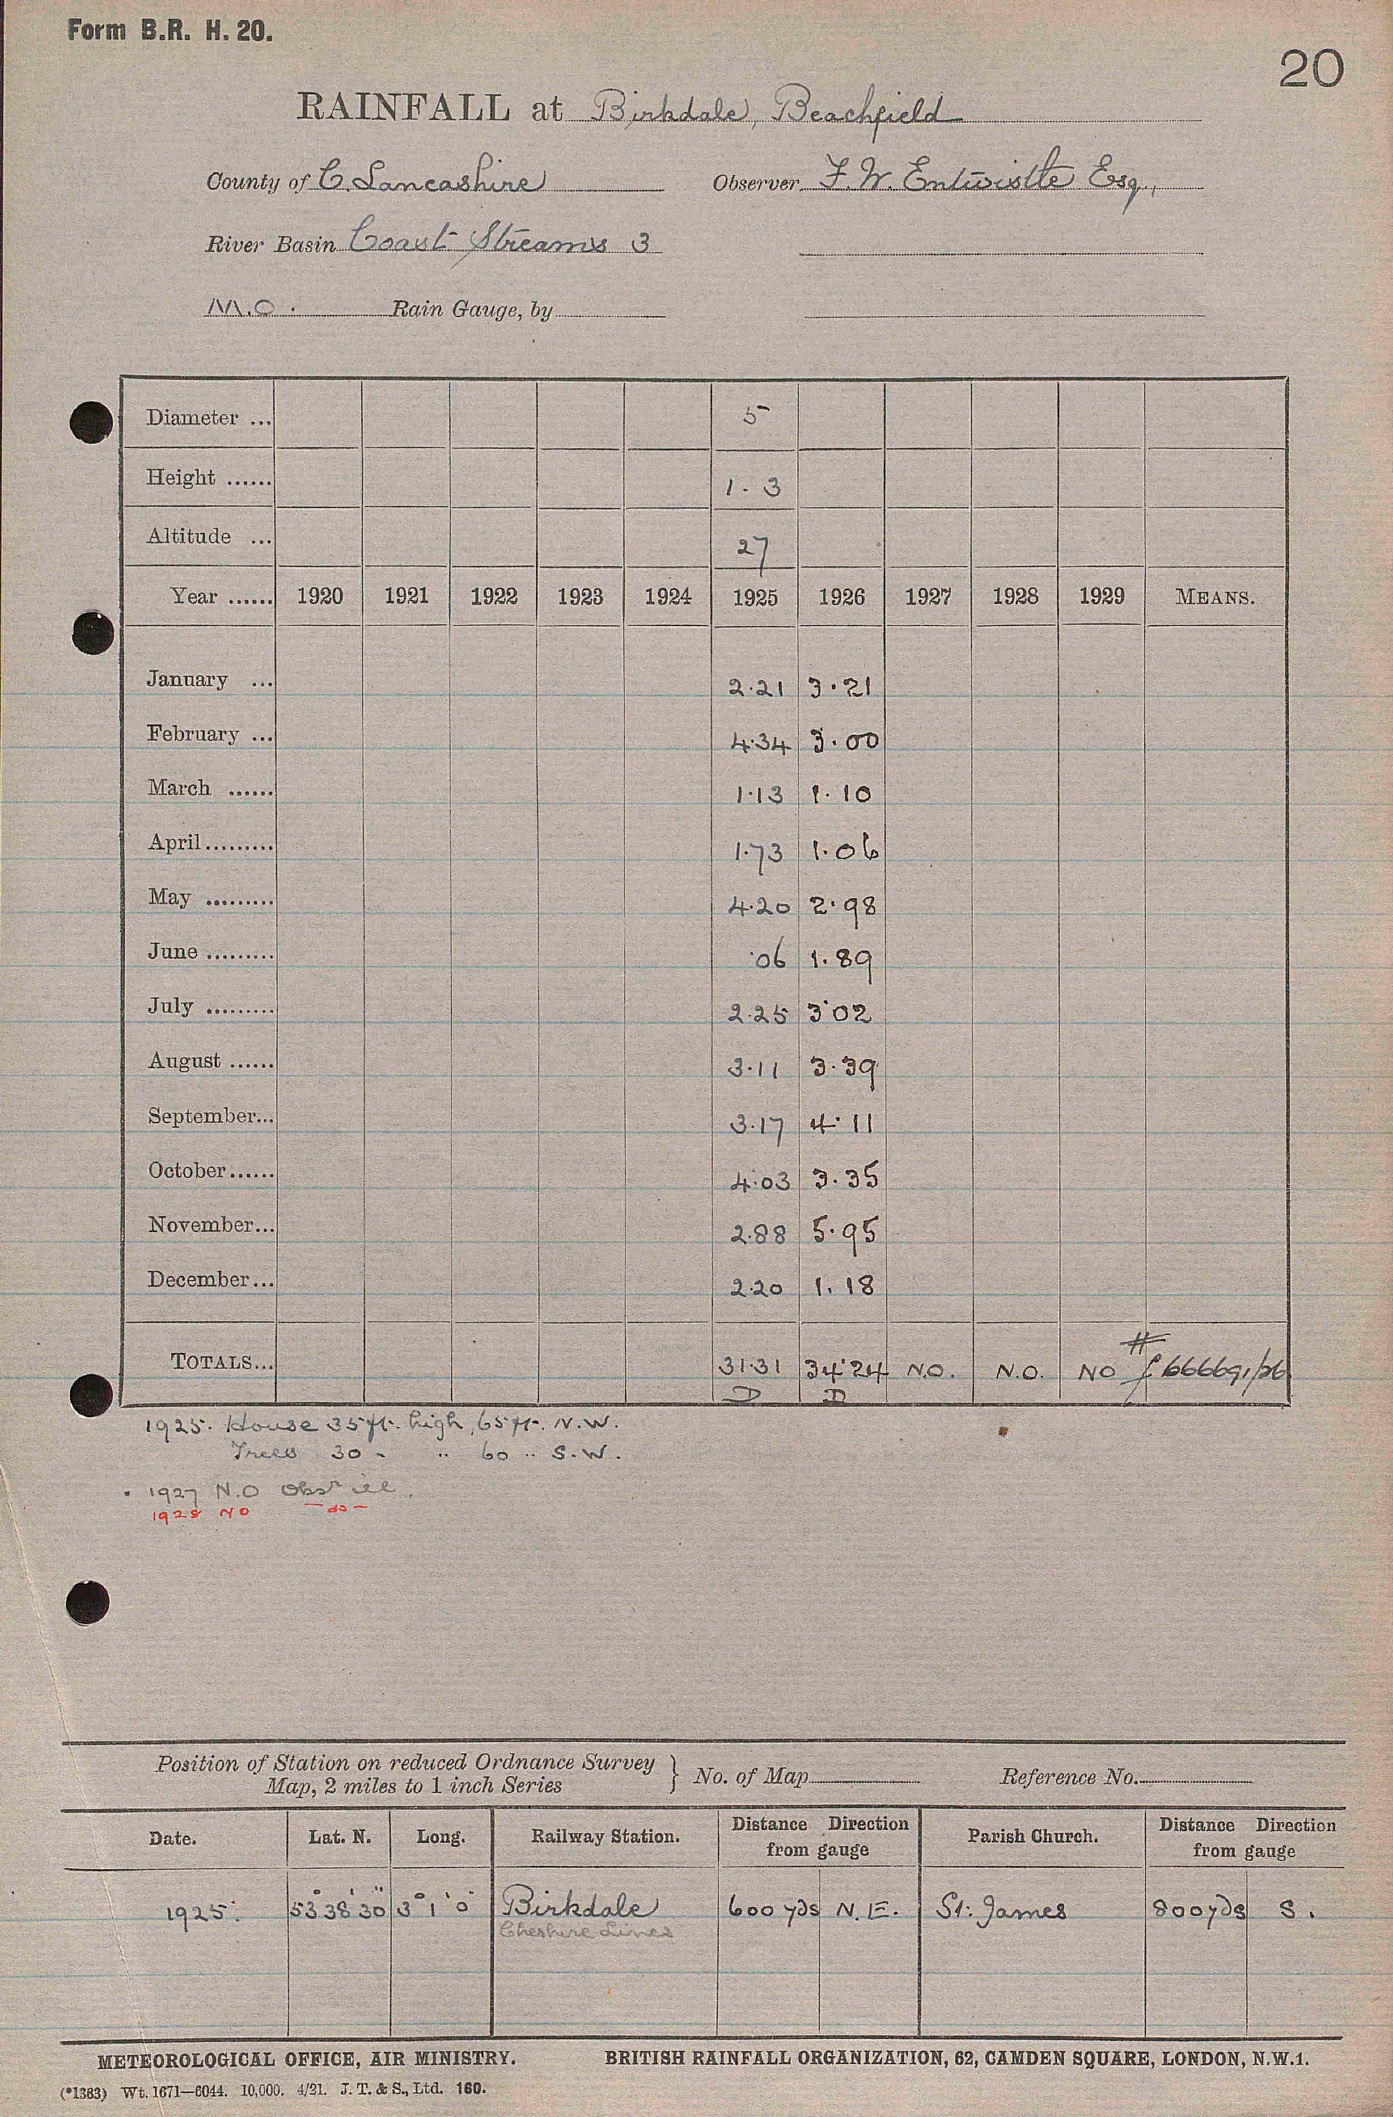 Form B.R. H. 20.
20
RAINFALL at Birkdale, Beachfield
County of C. Lancashire Observer F. W. Entwistle Esq.,
River Basin Coast Streams 3
M.O. Rain Gauge, by
Diameter ... 5
Height ...... 1. 3
Altitude ... 27
Year ...... 1920 1921 1922 1923 1924 1925 1926 1927 1928 1929 MEANS.
January ... 2.21 3.21
February ... 4.34 3.00
March ...... 1.13 1.10
April ......... 1.73 1.06
May ......... 4.20 2.98
June ......... .06 1.89
July ......... 2.25 3.02
August ...... 3.11 3.39
September... 3.17 4.11
October...... 4.03 3.35
November... 2.88 5.95
December... 2.20 1.18
TOTALS... 31.31 34.24 N.O. N.O. NO # 66669/26
D D
1925. House 35 ft. high, 65 ft. N.W.
Trees 30 " " 60 " S.W.
. 1927 N.O Obsr ill.
1928 NO — do —
Position of Station on reduced Ordnance Survey
Map, 2 miles to 1 inch Series } No. of Map Reference No.
Date. Lat. N. Long. Railway Station. Distance Direction from gauge Parish Church. Distance Direction from gauge
1925. 53° 38' 30" 3° 1' 0" Birkdale 600 yds N.E. St. James 800 yds S.
Cheshire Lines
METEOROLOGICAL OFFICE, AIR MINISTRY. BRITISH RAINFALL ORGANIZATION, 62, CAMDEN SQUARE, LONDON, N.W.1.
(*1383) Wt. 1671—6044. 10,000. 4/21. J. T. & S., Ltd. 160.